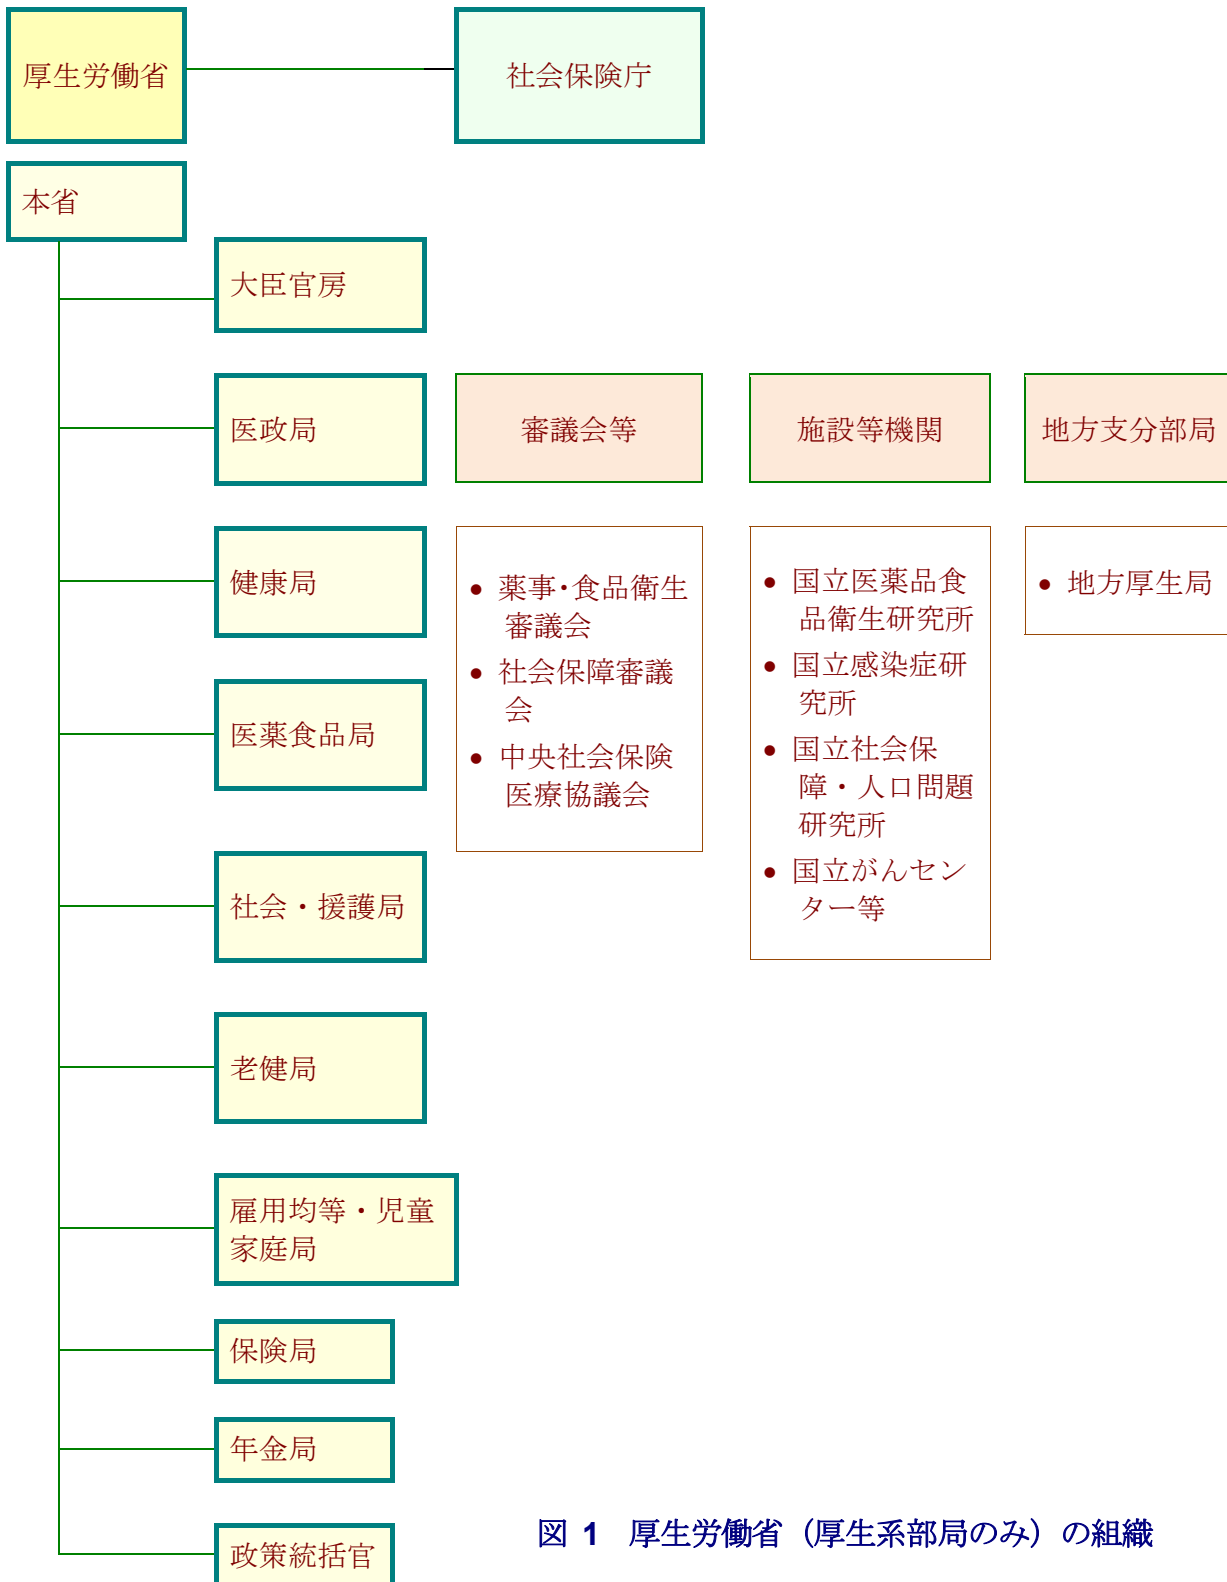 厚生労働省
社会保険庁
本省
大臣官房
医政局
審議会等
施設等機関
地方支分部局
健康局
• 薬事・食品衛生
審議会
• 社会保障審議
会
• 中央社会保険
医療協議会
• 国立医薬品食
品衛生研究所
• 国立感染症研
究所
• 国立社会保
障・人口問題
研究所
• 国立がんセン
ター等
• 地方厚生局
医薬食品局
社会・援護局
老健局
雇用均等・児童
家庭局
保険局
年金局
政策統括官
図 1 厚生労働省（厚生系部局のみ）の組織